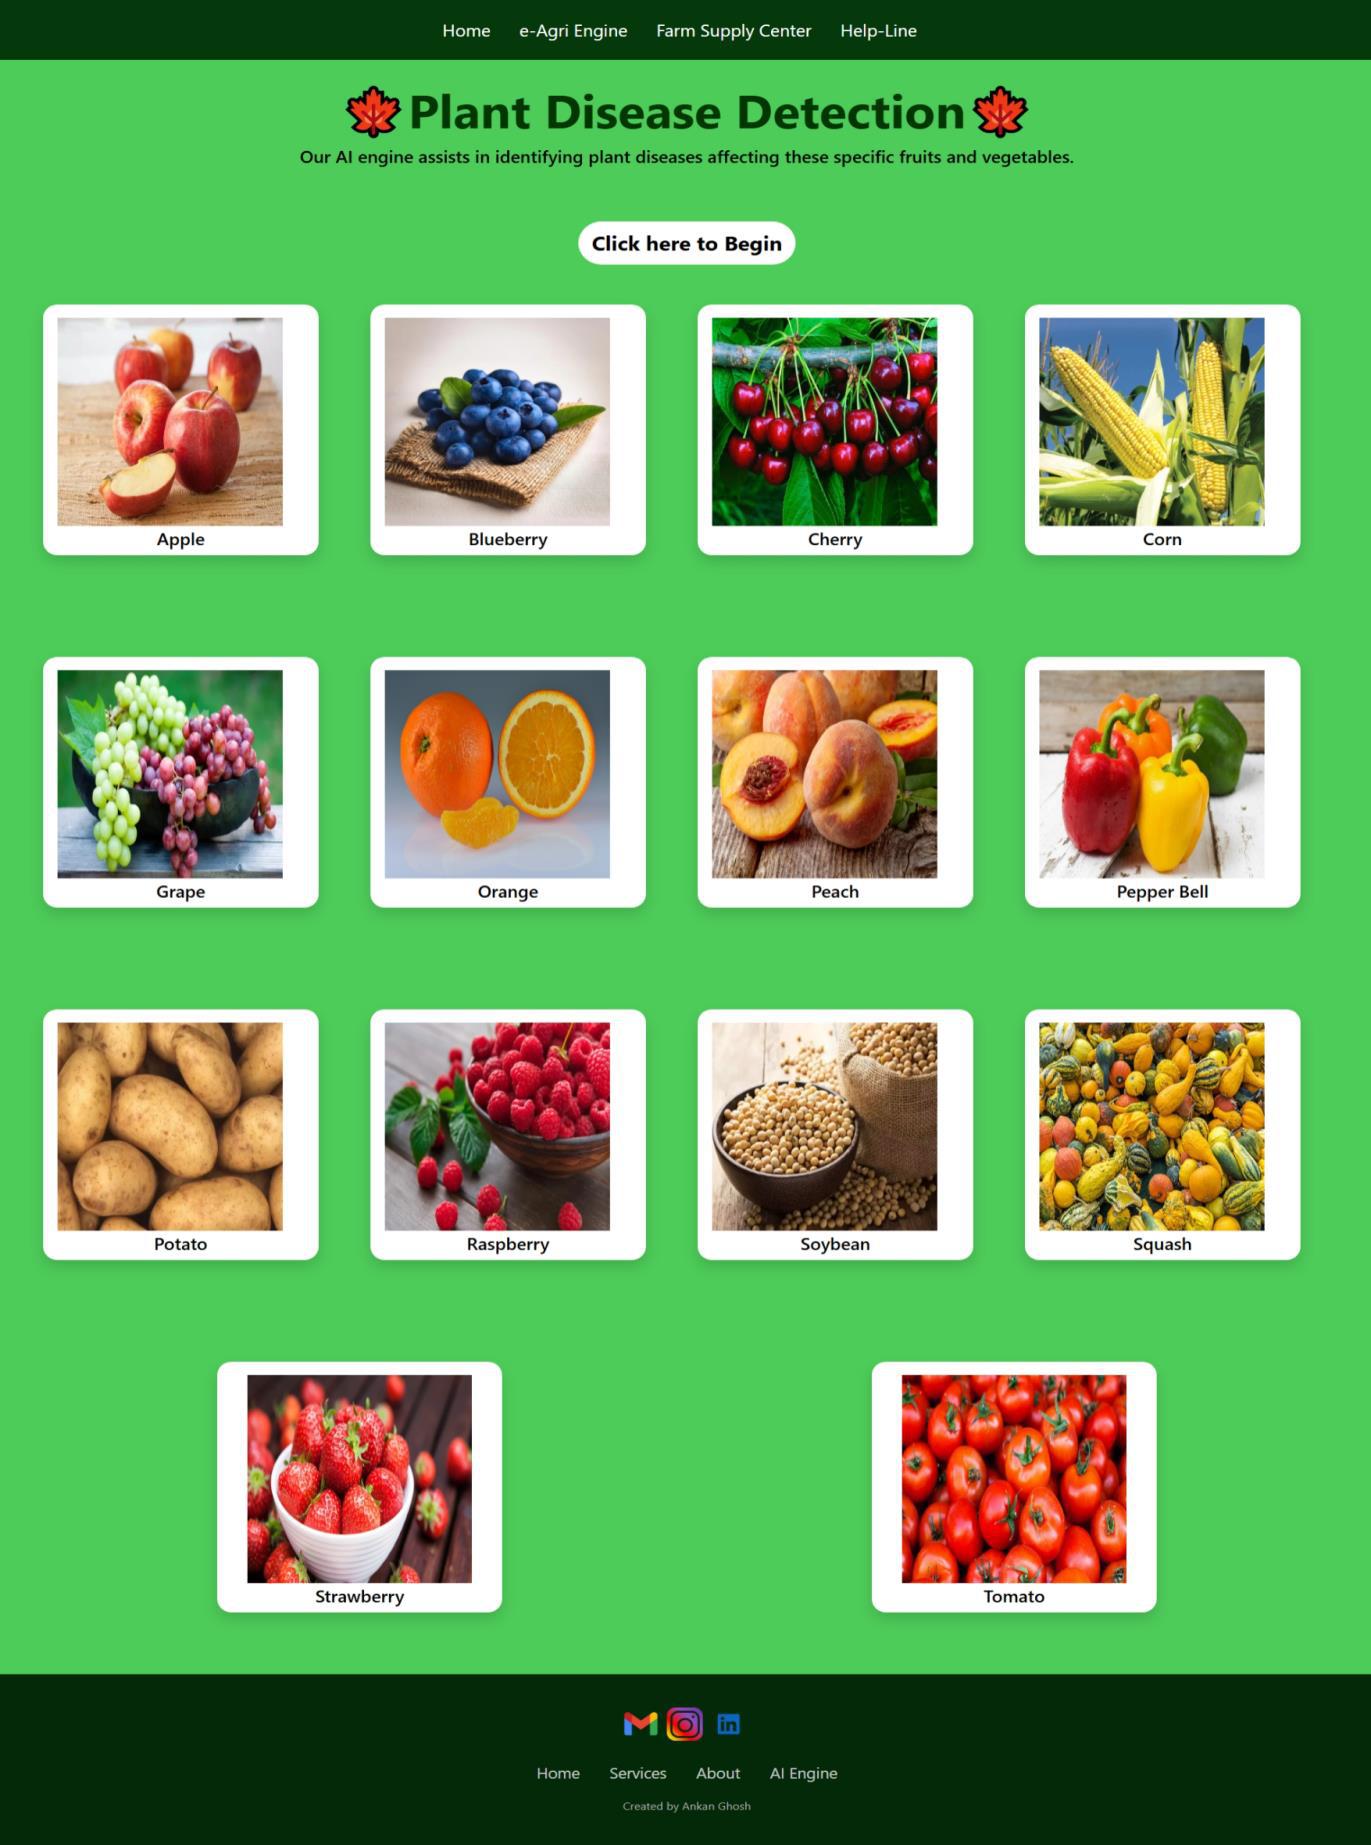 Home e-Agri Engine Farm Supply Center Help-Line
Plant Disease Detection
Our AI engine assists in identifying plant diseases affecting these specific fruits and vegetables.
Click here to Begin
Apple Blueberry Cherry Corn
Grape Orange Peach Pepper Bell
Potato Raspberry Soybean Squash
Strawberry Tomato
in
Home Services About AI Engine
Created by Ankan Ghosh